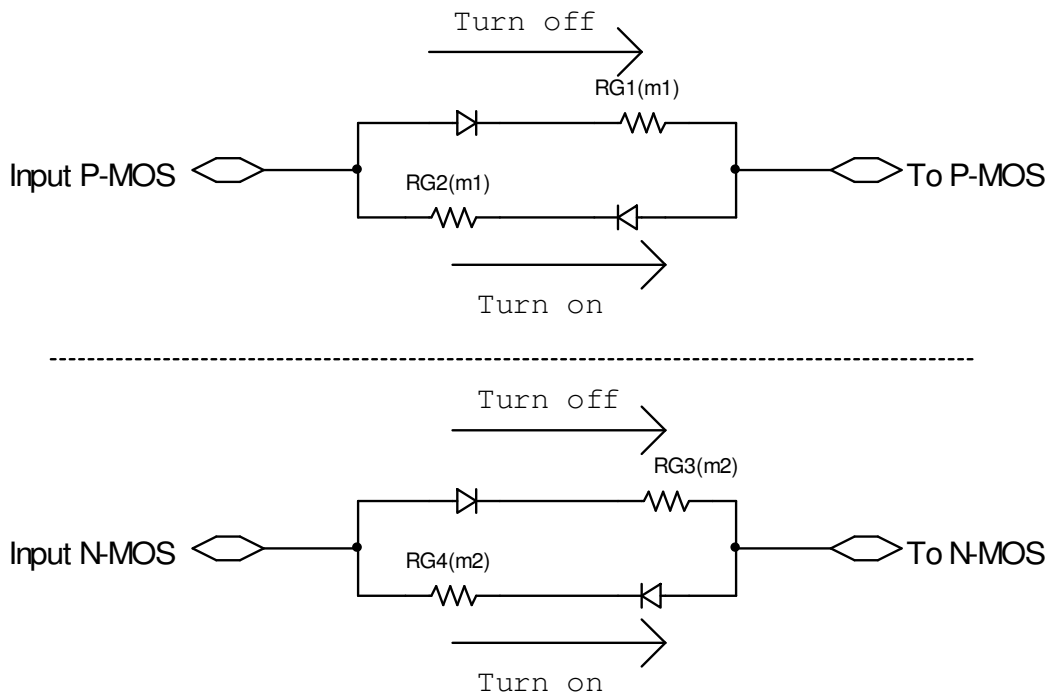 Turn off
RG1(m1)
Input P-MOS
To P-MOS
RG2(m1)
Turn on
Turn off
RG3(m2)
Input N-MOS
To N-MOS
RG4(m2)
Turn on